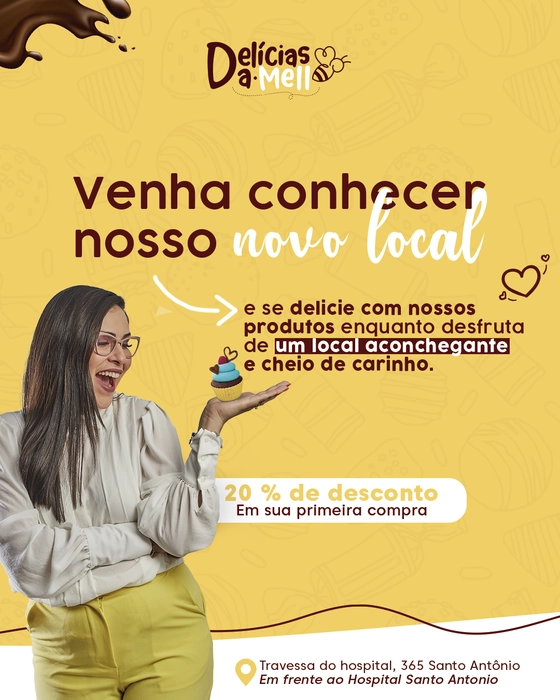 Delícias
da Mell
Venha conhecer
nosso novo local
e se delicie com nossos
produtos enquanto desfruta
de um local aconchegante
e cheio de carinho.
20 % de desconto
Em sua primeira compra
Travessa do hospital, 365 Santo Antônio
Em frente ao Hospital Santo Antonio